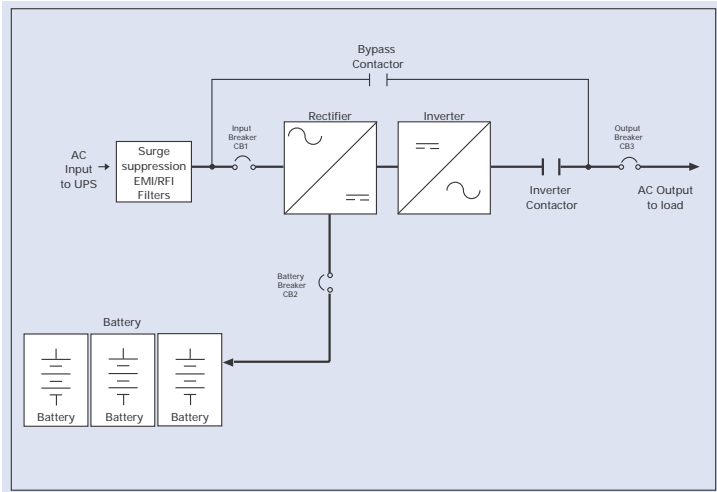 Bypass
Contactor
Input
Breaker
CB1
Rectifier
Inverter
Output
Breaker
CB3
AC
Input
to UPS
Surge
suppression
EMI/RFI
Filters
Inverter
Contactor
AC Output
to load
Battery
Breaker
CB2
Battery
Battery
Battery
Battery